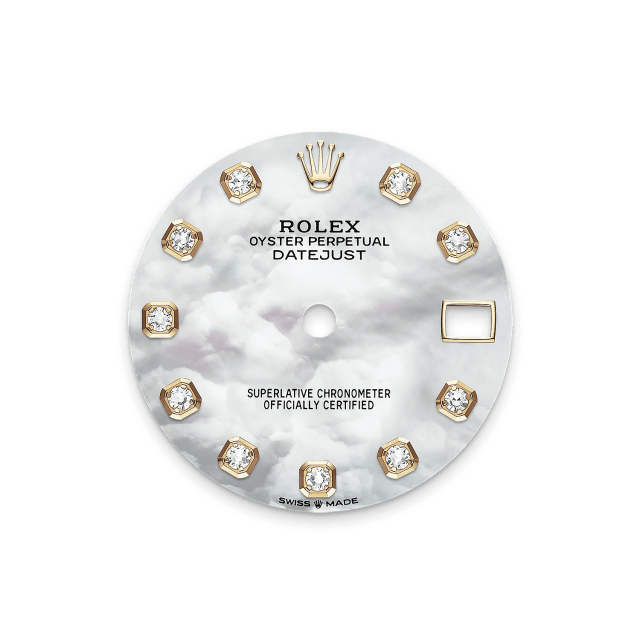 ROLEX
OYSTER PERPETUAL
DATEJUST
SUPERLATIVE CHRONOMETER
OFFICIALLY CERTIFIED
SWISS MADE